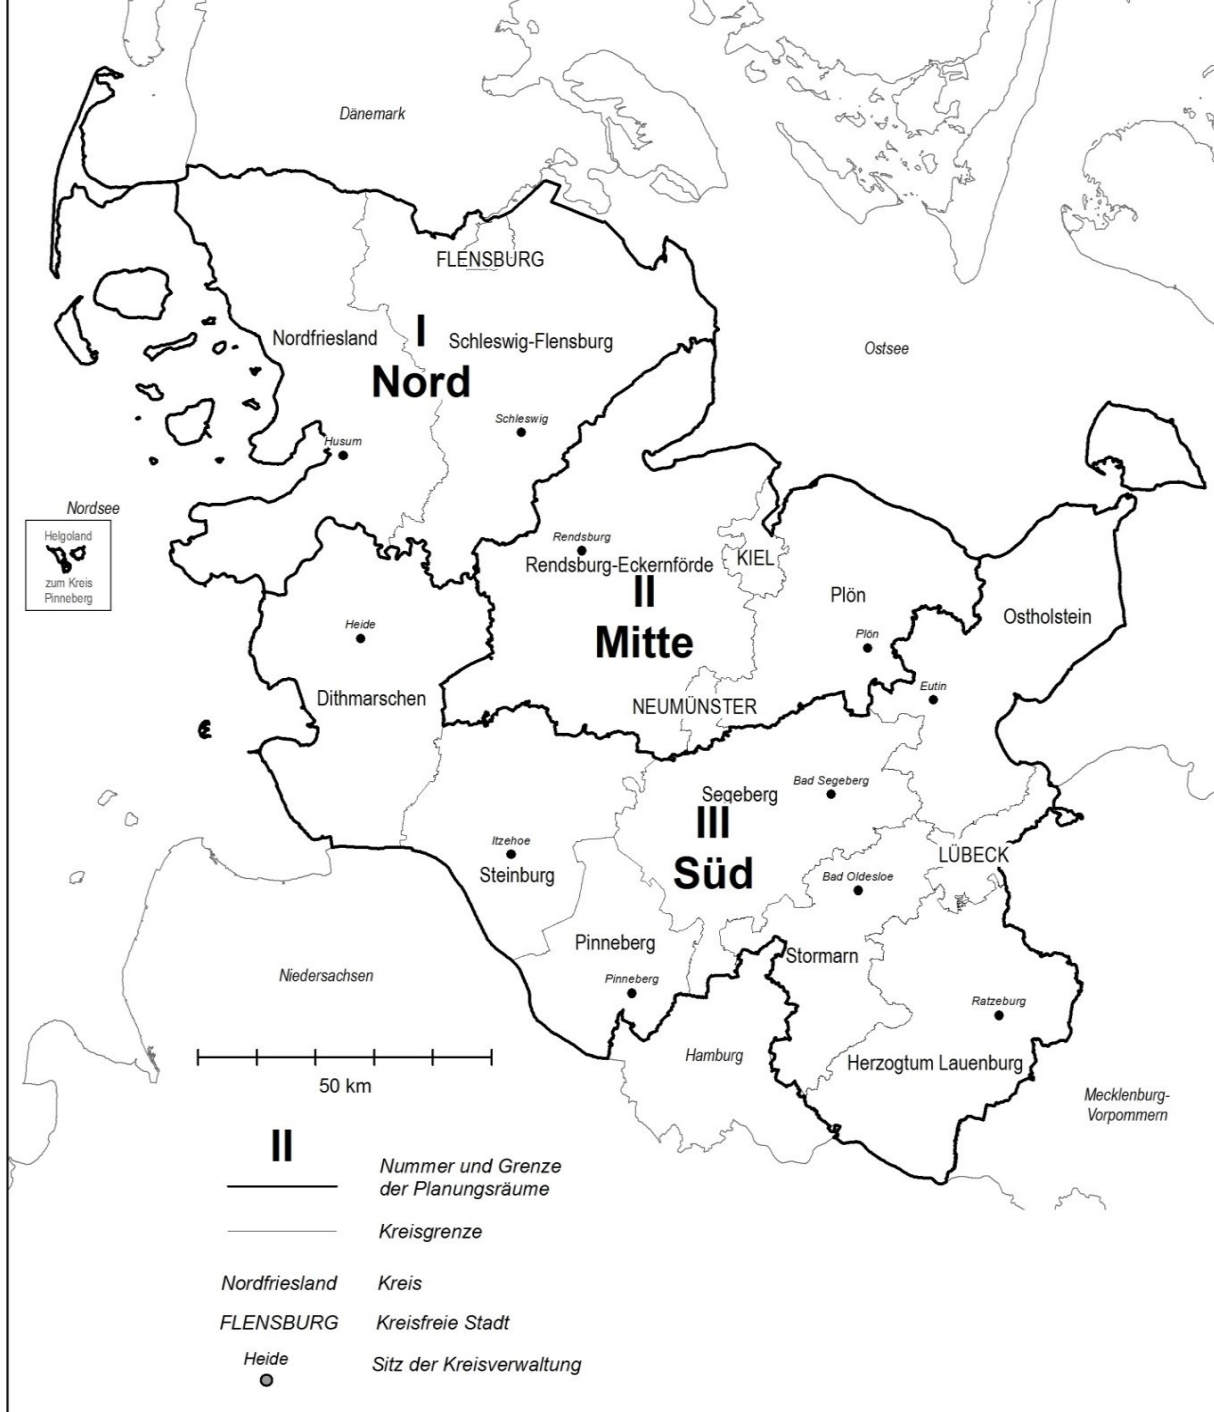 Dänemark
FLENSBURG
I
Nordfriesland
Schleswig-Flensburg
Nord
Ostsee
Schleswig
Husum
Nordsee
Helgoland
zum Kreis
Pinneberg
Rendsburg
Rendsburg-Eckernförde
KIEL
II
Mitte
Plön
Plön
Ostholstein
Heide
Dithmarschen
Eutin
NEUMÜNSTER
Bad Segeberg
Segeberg
III
Süd
Itzehoe
Steinburg
LÜBECK
Bad Oldesloe
Pinneberg
Pinneberg
Stormarn
Niedersachsen
Ratzeburg
Hamburg
Herzogtum Lauenburg
50 km
Mecklenburg-
Vorpommern
II
Nummer und Grenze
der Planungsräume
Kreisgrenze
Nordfriesland Kreis
FLENSBURG Kreisfreie Stadt
Heide
Sitz der Kreisverwaltung